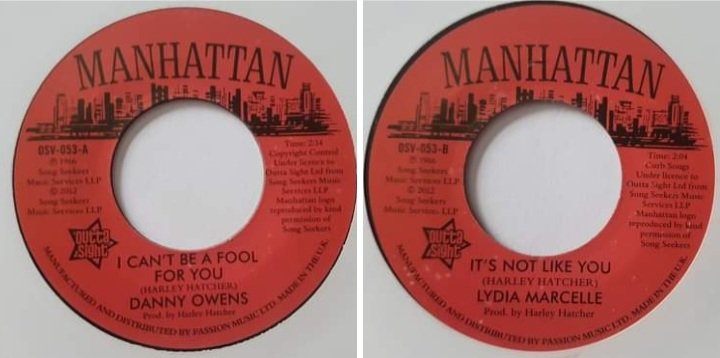 MANHATTAN
OSV-053-A
℗ 1966
Song Seekers
Music Services LLP
© 2012
Song Seekers
Music Services LLP
Time: 2:14
Copyright Control
Under licence to
Outta Sight Ltd from
Song Seekers Music
Services LLP
Manhattan logo
reproduced by kind
permission of
Song Seekers
OUTTA
SIGHT
I CAN'T BE A FOOL
FOR YOU
(HARLEY HATCHER)
DANNY OWENS
Prod. by Harley Hatcher
MANUFACTURED AND DISTRIBUTED BY PASSION MUSIC LTD. MADE IN THE U.K.
MANHATTAN
OSV-053-B
℗ 1966
Song Seekers
Music Services LLP
© 2012
Song Seekers
Music Services LLP
Time: 2:04
Curb Songs
Under licence to
Outta Sight Ltd from
Song Seekers Music
Services LLP
Manhattan logo
reproduced by kind
permission of
Song Seekers
OUTTA
SIGHT
IT'S NOT LIKE YOU
(HARLEY HATCHER)
LYDIA MARCELLE
Prod. by Harley Hatcher
MANUFACTURED AND DISTRIBUTED BY PASSION MUSIC LTD. MADE IN THE U.K.